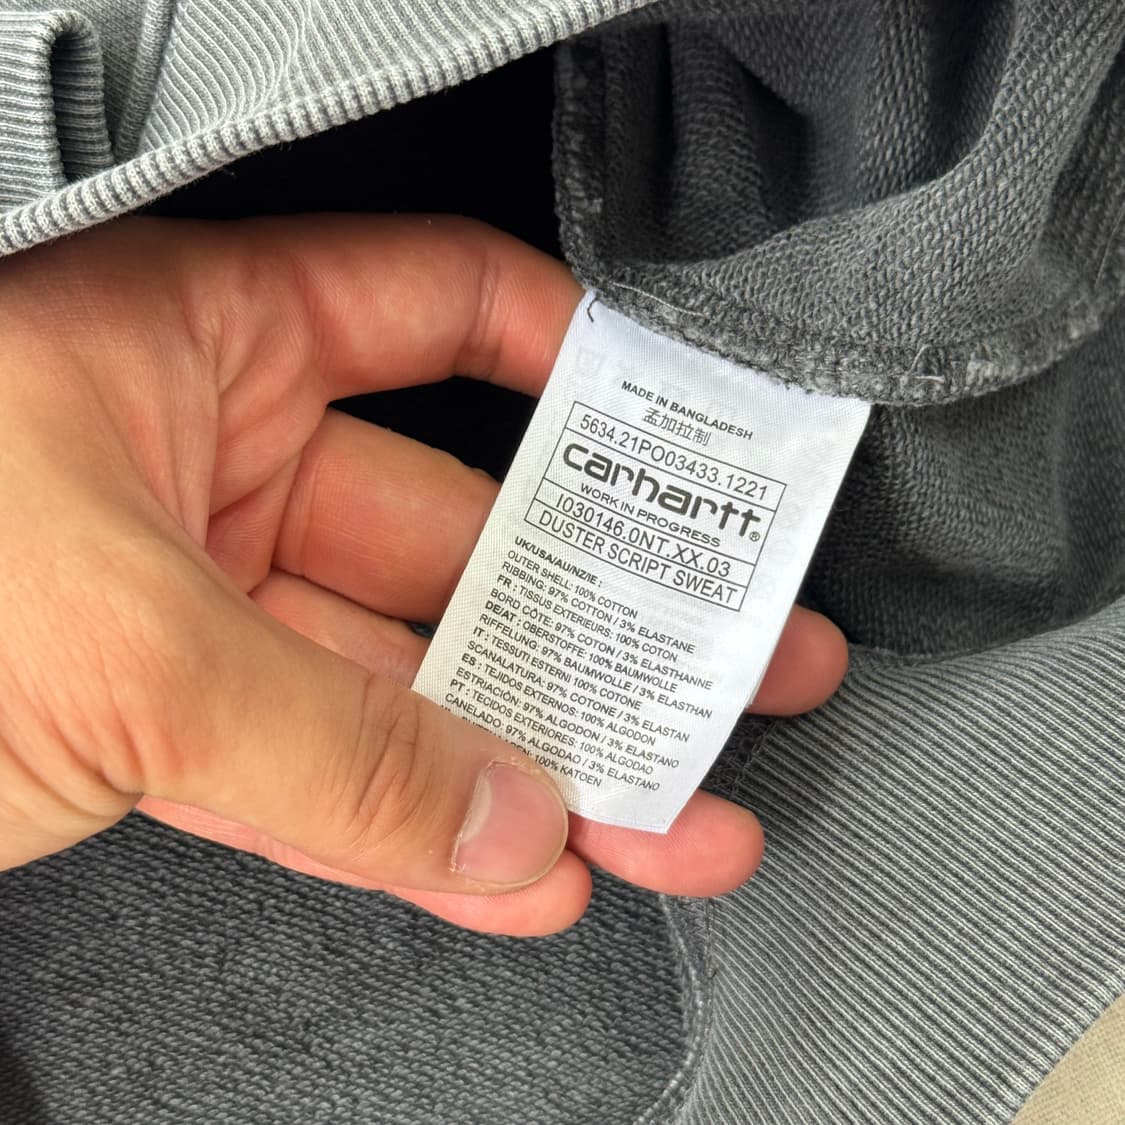 MADE IN BANGLADESH
孟加拉制
5634.21PO03433.1221
carhartt®
WORK IN PROGRESS
I030146.0NT.XX.03
DUSTER SCRIPT SWEAT
UK/USA/AU/NZ/IE :
OUTER SHELL: 100% COTTON
RIBBING: 97% COTTON / 3% ELASTANE
FR : TISSUS EXTERIEURS: 100% COTON
BORD CÔTE: 97% COTON / 3% ELASTHANNE
DE/AT : OBERSTOFFE: 100% BAUMWOLLE
RIFFELUNG: 97% BAUMWOLLE / 3% ELASTHAN
IT : TESSUTI ESTERNI 100% COTONE
SCANALATURA: 97% COTONE / 3% ELASTAN
ES : TEJIDOS EXTERNOS: 100% ALGODON
ESTRIACIÓN: 97% ALGODON / 3% ELASTANO
PT : TECIDOS EXTERIORES: 100% ALGODAO
CANELADO: 97% ALGODAO / 3% ELASTANO
100% KATOEN